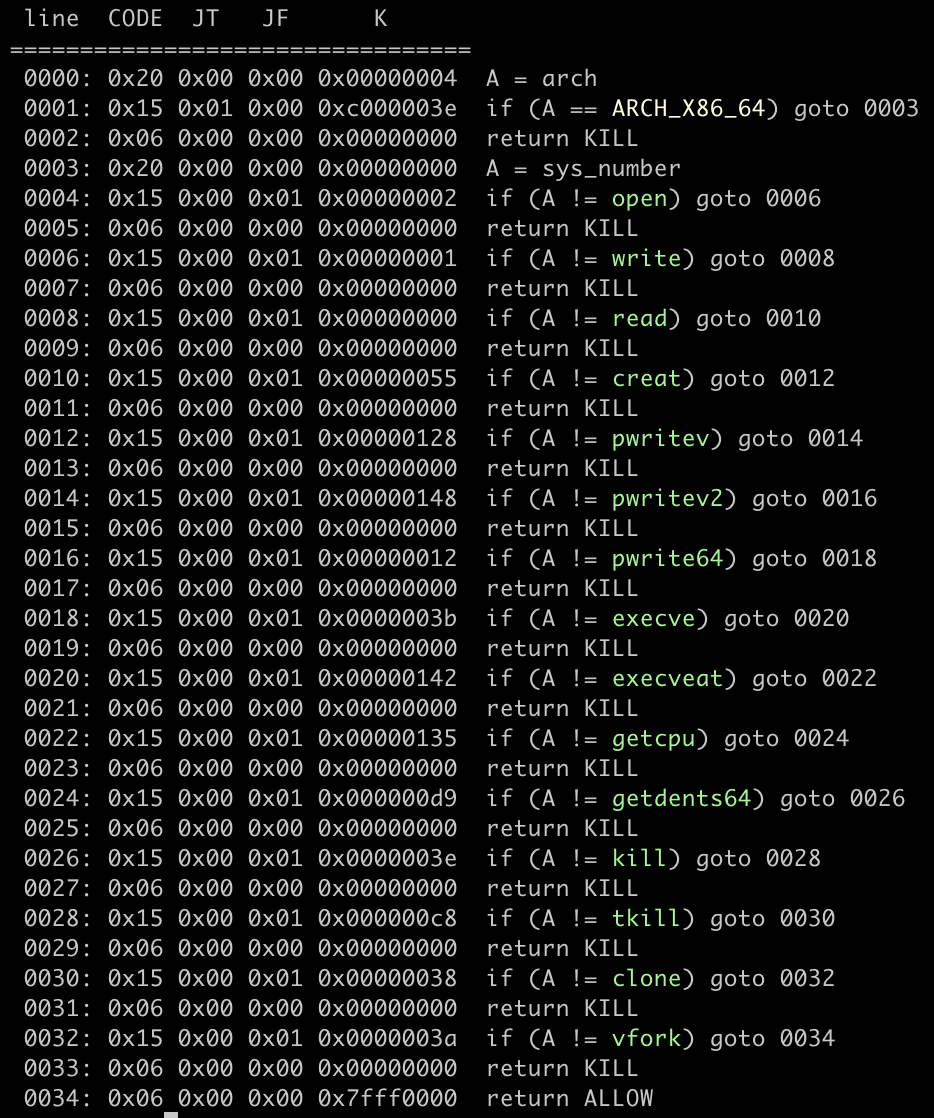 line CODE JT JF K
=================================
0000: 0x20 0x00 0x00 0x00000004 A = arch
0001: 0x15 0x01 0x00 0xc000003e if (A == ARCH_X86_64) goto 0003
0002: 0x06 0x00 0x00 0x00000000 return KILL
0003: 0x20 0x00 0x00 0x00000000 A = sys_number
0004: 0x15 0x00 0x01 0x00000002 if (A != open) goto 0006
0005: 0x06 0x00 0x00 0x00000000 return KILL
0006: 0x15 0x00 0x01 0x00000001 if (A != write) goto 0008
0007: 0x06 0x00 0x00 0x00000000 return KILL
0008: 0x15 0x00 0x01 0x00000000 if (A != read) goto 0010
0009: 0x06 0x00 0x00 0x00000000 return KILL
0010: 0x15 0x00 0x01 0x00000055 if (A != creat) goto 0012
0011: 0x06 0x00 0x00 0x00000000 return KILL
0012: 0x15 0x00 0x01 0x00000128 if (A != pwritev) goto 0014
0013: 0x06 0x00 0x00 0x00000000 return KILL
0014: 0x15 0x00 0x01 0x00000148 if (A != pwritev2) goto 0016
0015: 0x06 0x00 0x00 0x00000000 return KILL
0016: 0x15 0x00 0x01 0x00000012 if (A != pwrite64) goto 0018
0017: 0x06 0x00 0x00 0x00000000 return KILL
0018: 0x15 0x00 0x01 0x0000003b if (A != execve) goto 0020
0019: 0x06 0x00 0x00 0x00000000 return KILL
0020: 0x15 0x00 0x01 0x00000142 if (A != execveat) goto 0022
0021: 0x06 0x00 0x00 0x00000000 return KILL
0022: 0x15 0x00 0x01 0x00000135 if (A != getcpu) goto 0024
0023: 0x06 0x00 0x00 0x00000000 return KILL
0024: 0x15 0x00 0x01 0x000000d9 if (A != getdents64) goto 0026
0025: 0x06 0x00 0x00 0x00000000 return KILL
0026: 0x15 0x00 0x01 0x0000003e if (A != kill) goto 0028
0027: 0x06 0x00 0x00 0x00000000 return KILL
0028: 0x15 0x00 0x01 0x000000c8 if (A != tkill) goto 0030
0029: 0x06 0x00 0x00 0x00000000 return KILL
0030: 0x15 0x00 0x01 0x00000038 if (A != clone) goto 0032
0031: 0x06 0x00 0x00 0x00000000 return KILL
0032: 0x15 0x00 0x01 0x0000003a if (A != vfork) goto 0034
0033: 0x06 0x00 0x00 0x00000000 return KILL
0034: 0x06 0x00 0x00 0x7fff0000 return ALLOW